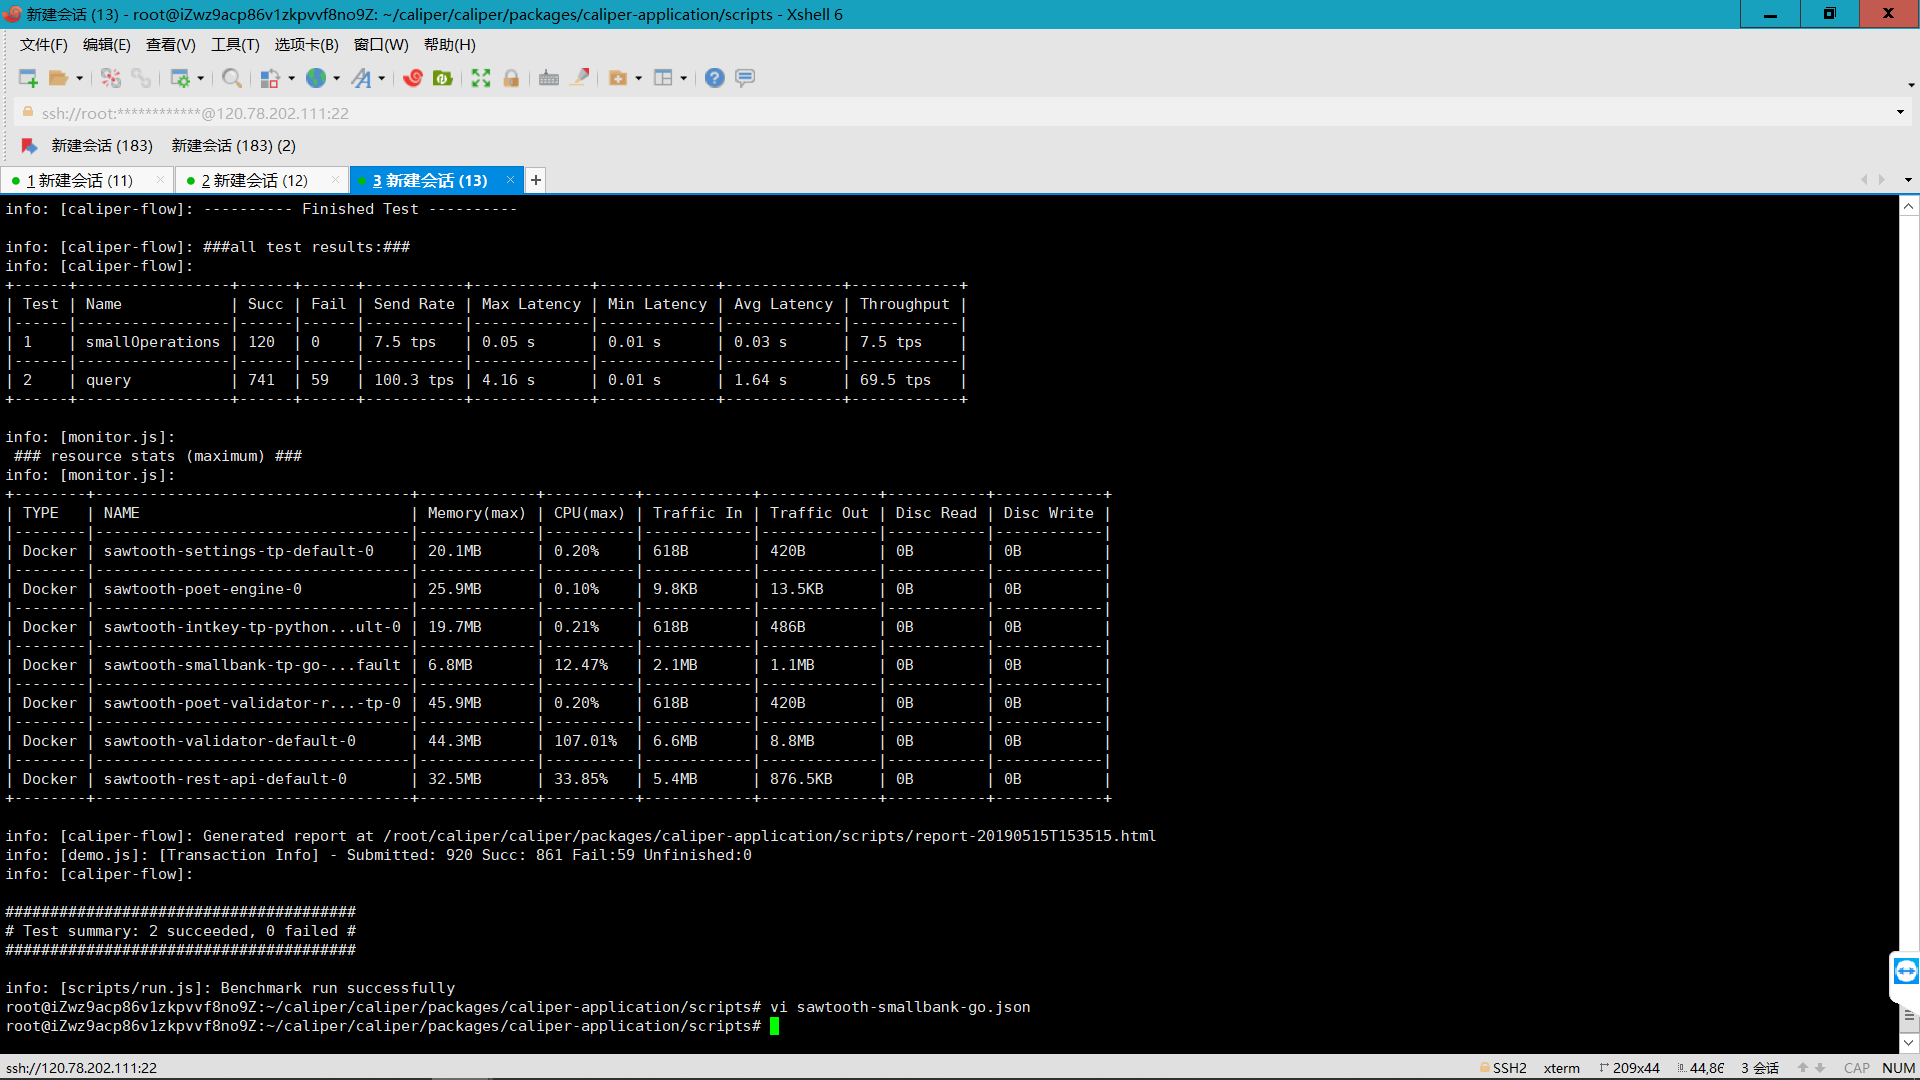 新建会话 (13) - root@iZwz9acp86v1zkpvvf8no9Z: ~/caliper/caliper/packages/caliper-application/scripts - Xshell 6
文件(F) 编辑(E) 查看(V) 工具(T) 选项卡(B) 窗口(W) 帮助(H)
ssh://root:************@120.78.202.111:22
新建会话 (183) 新建会话 (183) (2)
1 新建会话 (11) 2 新建会话 (12) 3 新建会话 (13)
info: [caliper-flow]: ---------- Finished Test ----------
info: [caliper-flow]: ###all test results:###
info: [caliper-flow]:
+------+-----------------+------+------+-----------+-------------+-------------+-------------+------------+
| Test | Name            | Succ | Fail | Send Rate | Max Latency | Min Latency | Avg Latency | Throughput |
|------|-----------------|------|------|-----------|-------------|-------------|-------------|------------|
| 1    | smallOperations | 120  | 0    | 7.5 tps   | 0.05 s      | 0.01 s      | 0.03 s      | 7.5 tps    |
|------|-----------------|------|------|-----------|-------------|-------------|-------------|------------|
| 2    | query           | 741  | 59   | 100.3 tps | 4.16 s      | 0.01 s      | 1.64 s      | 69.5 tps   |
+------+-----------------+------+------+-----------+-------------+-------------+-------------+------------+
info: [monitor.js]:
 ### resource stats (maximum) ###
info: [monitor.js]:
+--------+-----------------------------------+-------------+----------+------------+-------------+-----------+------------+
| TYPE   | NAME                              | Memory(max) | CPU(max) | Traffic In | Traffic Out | Disc Read | Disc Write |
|--------|-----------------------------------|-------------|----------|------------|-------------|-----------|------------|
| Docker | sawtooth-settings-tp-default-0    | 20.1MB      | 0.20%    | 618B       | 420B        | 0B        | 0B         |
|--------|-----------------------------------|-------------|----------|------------|-------------|-----------|------------|
| Docker | sawtooth-poet-engine-0            | 25.9MB      | 0.10%    | 9.8KB      | 13.5KB      | 0B        | 0B         |
|--------|-----------------------------------|-------------|----------|------------|-------------|-----------|------------|
| Docker | sawtooth-intkey-tp-python...ult-0 | 19.7MB      | 0.21%    | 618B       | 486B        | 0B        | 0B         |
|--------|-----------------------------------|-------------|----------|------------|-------------|-----------|------------|
| Docker | sawtooth-smallbank-tp-go-...fault | 6.8MB       | 12.47%   | 2.1MB      | 1.1MB       | 0B        | 0B         |
|--------|-----------------------------------|-------------|----------|------------|-------------|-----------|------------|
| Docker | sawtooth-poet-validator-r...-tp-0 | 45.9MB      | 0.20%    | 618B       | 420B        | 0B        | 0B         |
|--------|-----------------------------------|-------------|----------|------------|-------------|-----------|------------|
| Docker | sawtooth-validator-default-0      | 44.3MB      | 107.01%  | 6.6MB      | 8.8MB       | 0B        | 0B         |
|--------|-----------------------------------|-------------|----------|------------|-------------|-----------|------------|
| Docker | sawtooth-rest-api-default-0       | 32.5MB      | 33.85%   | 5.4MB      | 876.5KB     | 0B        | 0B         |
+--------+-----------------------------------+-------------+----------+------------+-------------+-----------+------------+
info: [caliper-flow]: Generated report at /root/caliper/caliper/packages/caliper-application/scripts/report-20190515T153515.html
info: [demo.js]: [Transaction Info] - Submitted: 920 Succ: 861 Fail:59 Unfinished:0
info: [caliper-flow]:
#######################################
# Test summary: 2 succeeded, 0 failed #
#######################################
info: [scripts/run.js]: Benchmark run successfully
root@iZwz9acp86v1zkpvvf8no9Z:~/caliper/caliper/packages/caliper-application/scripts# vi sawtooth-smallbank-go.json
root@iZwz9acp86v1zkpvvf8no9Z:~/caliper/caliper/packages/caliper-application/scripts#
ssh://120.78.202.111:22 SSH2 xterm 209x44 44,86 3 会话 CAP NUM